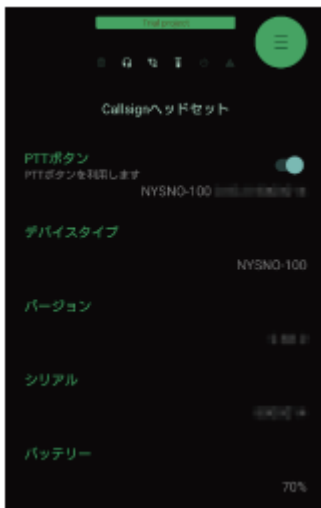 Trial project
Callsignヘッドセット
PTTボタン
PTTボタンを利用します
NYSNO-100
デバイスタイプ
NYSNO-100
バージョン
シリアル
バッテリー
70%